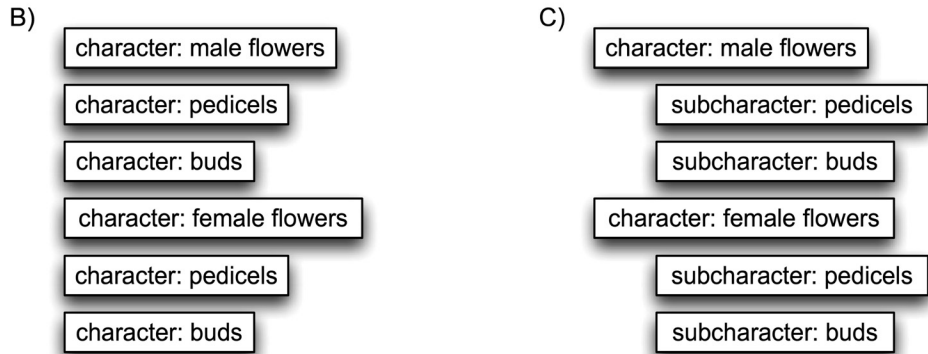 B)
character: male flowers
character: pedicels
character: buds
character: female flowers
character: pedicels
character: buds
C)
character: male flowers
subcharacter: pedicels
subcharacter: buds
character: female flowers
subcharacter: pedicels
subcharacter: buds